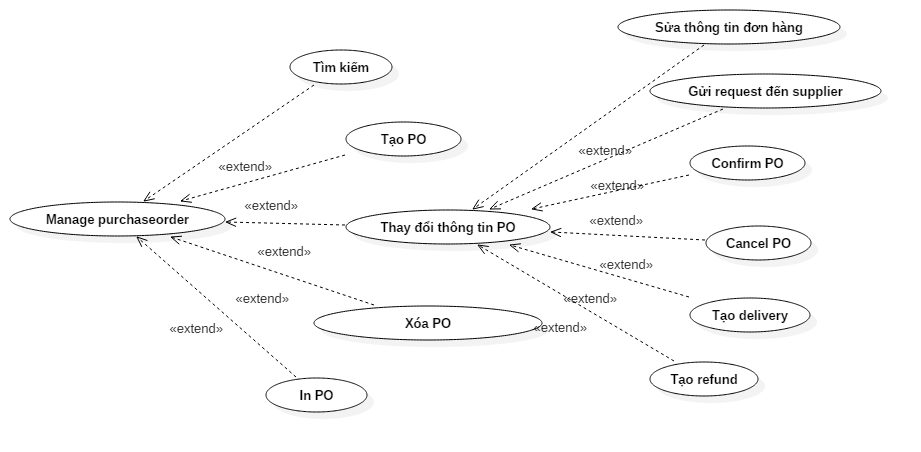 Sửa thông tin đơn hàng
Tìm kiếm
Gửi request đến supplier
Tạo PO
«extend»
«extend»
Confirm PO
«extend»
«extend»
Manage purchaseorder
«extend»
Thay đổi thông tin PO
Cancel PO
«extend»
«extend»
«extend»
«extend»
Tạo delivery
Xóa PO
«extend»
«extend»
Tạo refund
In PO